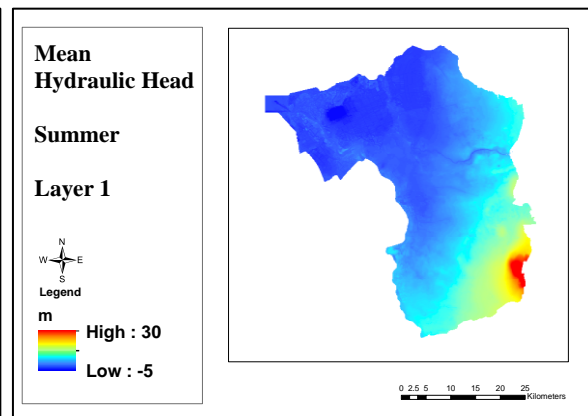 Mean
Hydraulic Head
Summer
Layer 1
N
W E
S
Legend
m
High : 30
Low : -5
0 2.5 5 10 15 20 25
Kilometers